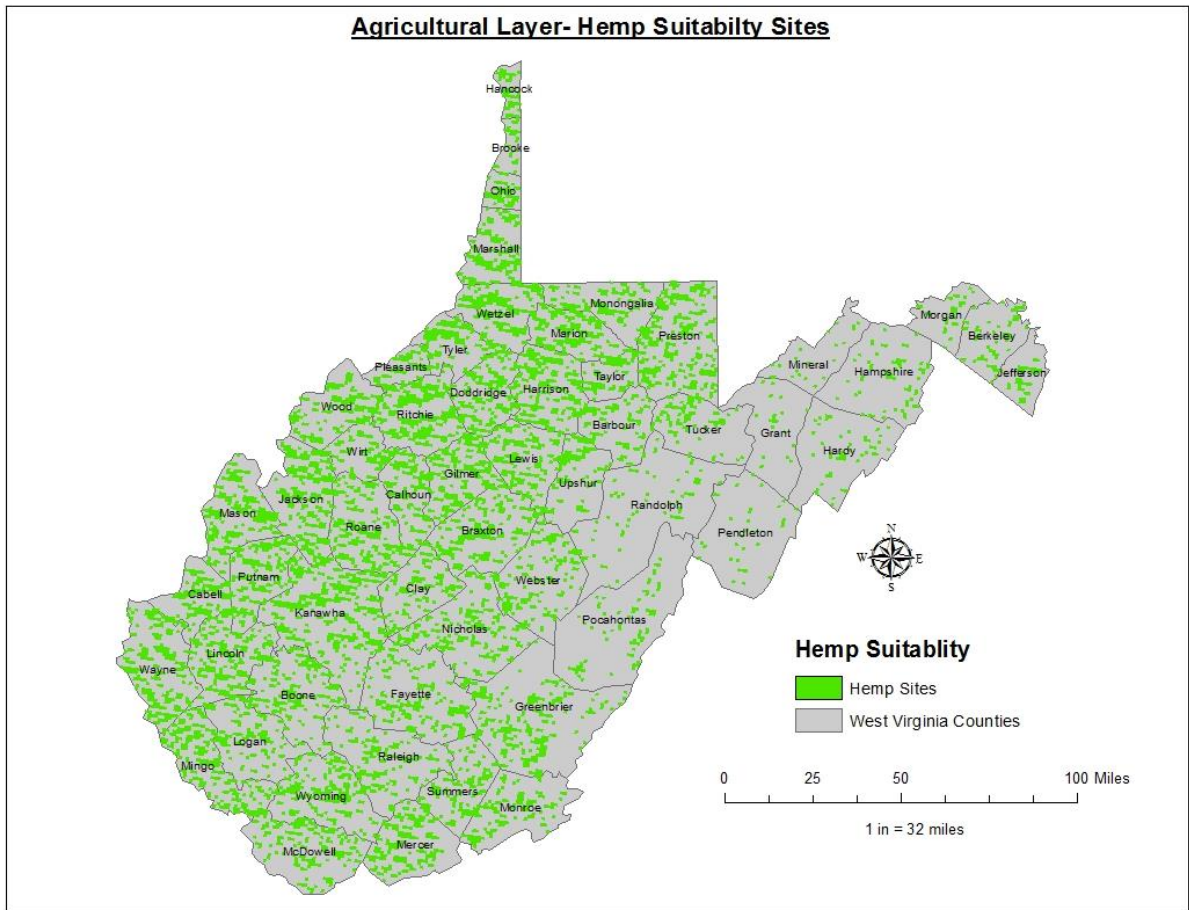 Agricultural Layer- Hemp Suitabilty Sites
Hancock
Brooke
Ohio
Marshall
Wetzel
Monongalia
Marion
Preston
Morgan
Berkeley
Jefferson
Tyler
Pleasants
Mineral
Hampshire
Taylor
Harrison
Doddridge
Wood
Ritchie
Barbour
Tucker
Grant
Hardy
Wirt
Lewis
Gilmer
Upshur
Calhoun
Jackson
Randolph
Mason
Roane
Braxton
Pendleton
N
W
E
S
Putnam
Webster
Cabell
Clay
Kanawha
Pocahontas
Nicholas
Lincoln
Wayne
Boone
Fayette
Greenbrier
Logan
Raleigh
Mingo
Wyoming
Summers
Monroe
McDowell
Mercer
Hemp Suitablity
Hemp Sites
West Virginia Counties
0 25 50 100 Miles
1 in = 32 miles